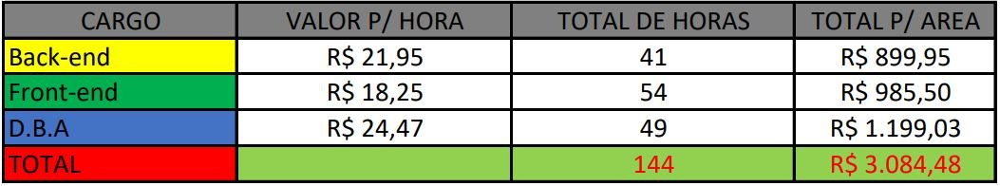 CARGO VALOR P/ HORA TOTAL DE HORAS TOTAL P/ AREA
Back-end R$ 21,95 41 R$ 899,95
Front-end R$ 18,25 54 R$ 985,50
D.B.A R$ 24,47 49 R$ 1.199,03
TOTAL 144 R$ 3.084,48